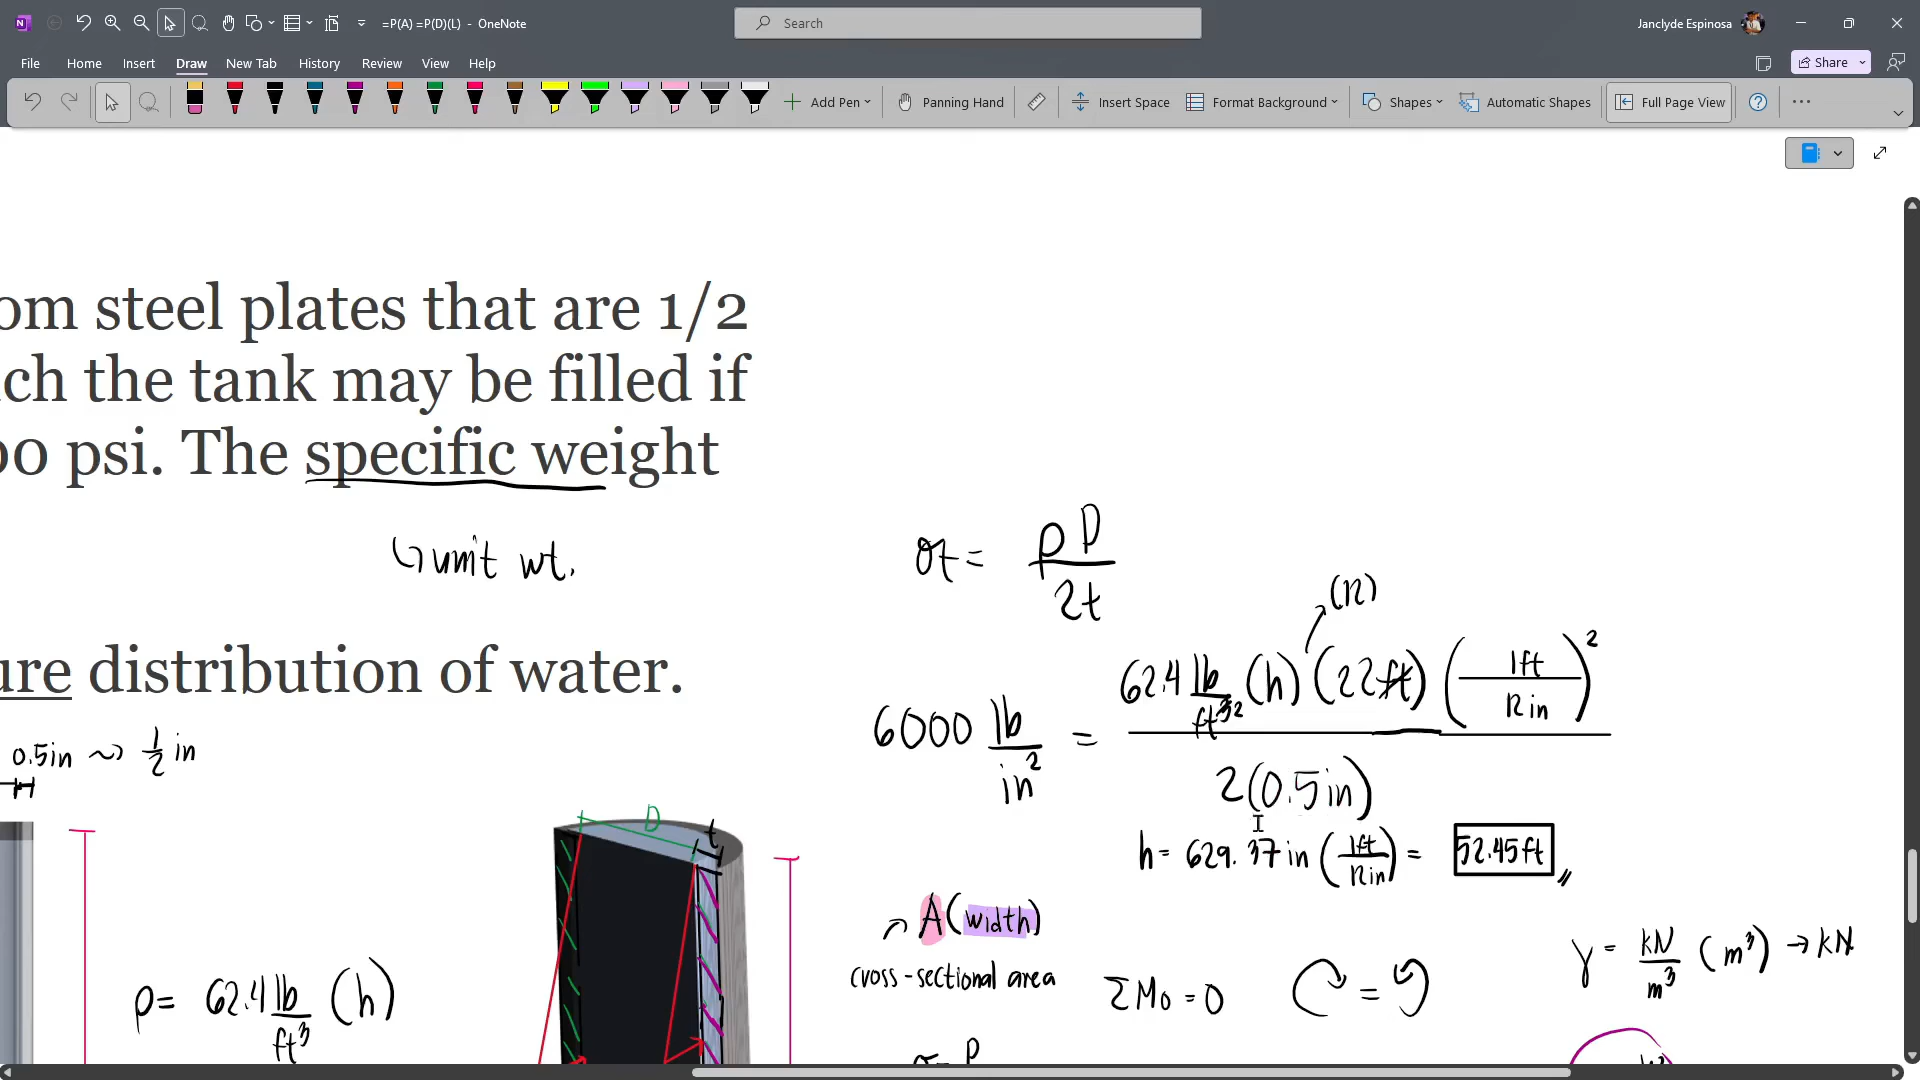 =P(A) =P(D)(L) - OneNote
Search
Janclyde Espinosa
File Home Insert Draw New Tab History Review View Help
Share
Add Pen Panning Hand Insert Space Format Background Shapes Automatic Shapes Full Page View
om steel plates that are 1/2
ch the tank may be filled if
00 psi. The specific weight
↳ unit wt.
σt = pD / 2t
(12)
ure distribution of water.
0.5in ~> 1/2 in
6000 lb/in² = 62.4 lb/ft³² (h) (22ft) (1ft / 12in)² / 2(0.5in)
h = 629.37 in (1ft / 12in) = 52.45ft
D
t
A (width)
cross-sectional area
ΣMo = 0
=
γ = kN/m³ (m³) → kN
p = 62.4 lb/ft³ (h)